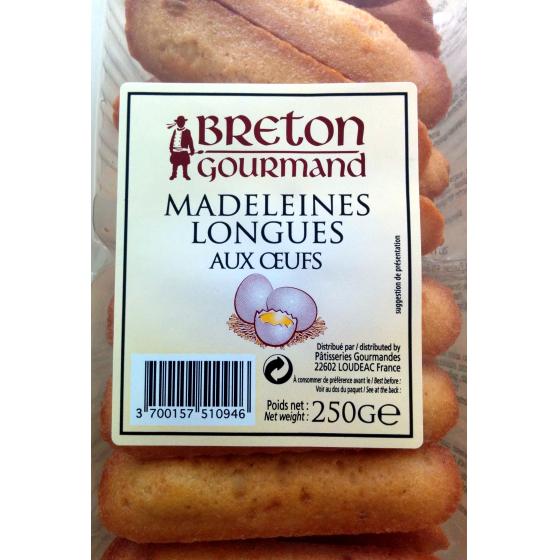 BRETON
GOURMAND
MADELEINES
LONGUES
AUX ŒUFS
suggestion de présentation
Distribué par / distributed by
Pâtisseries Gourmandes
22602 LOUDEAC France
À consommer de préférence avant le / Best before :
Voir au dos du paquet / See at the back :
Poids net :
Net weight : 250G℮
3 700157 510946